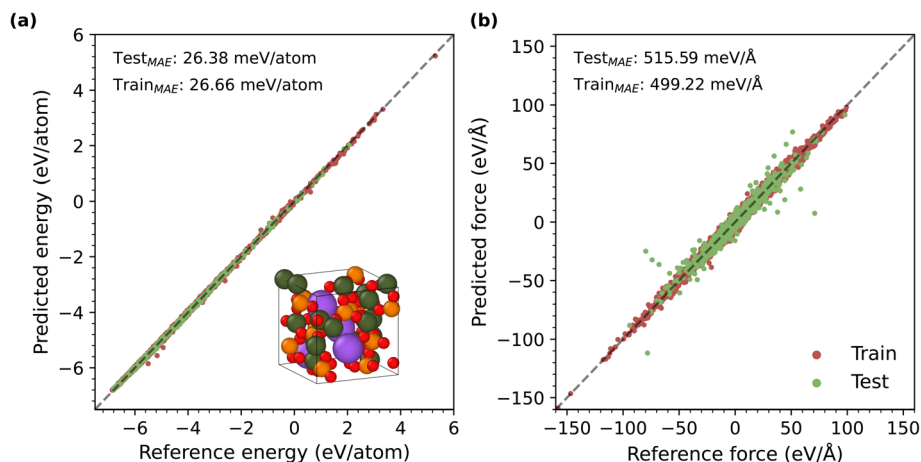 (a)
Test_MAE: 26.38 meV/atom
Train_MAE: 26.66 meV/atom
Predicted energy (eV/atom)
6
4
2
0
−2
−4
−6
−6 −4 −2 0 2 4 6
Reference energy (eV/atom)
(b)
Test_MAE: 515.59 meV/Å
Train_MAE: 499.22 meV/Å
Predicted force (eV/Å)
150
100
50
0
−50
−100
−150
Train
Test
−150 −100 −50 0 50 100 150
Reference force (eV/Å)